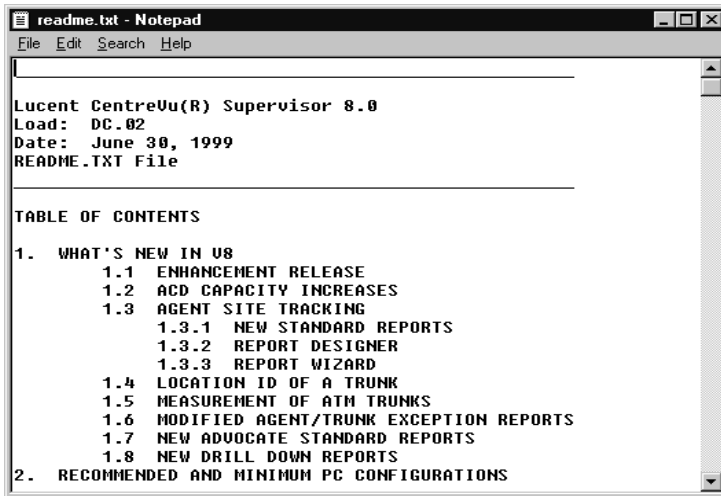 readme.txt - Notepad
File Edit Search Help
Lucent CentreVu(R) Supervisor 8.0
Load: DC.02
Date: June 30, 1999
README.TXT File
TABLE OF CONTENTS
1. WHAT'S NEW IN V8
1.1 ENHANCEMENT RELEASE
1.2 ACD CAPACITY INCREASES
1.3 AGENT SITE TRACKING
1.3.1 NEW STANDARD REPORTS
1.3.2 REPORT DESIGNER
1.3.3 REPORT WIZARD
1.4 LOCATION ID OF A TRUNK
1.5 MEASUREMENT OF ATM TRUNKS
1.6 MODIFIED AGENT/TRUNK EXCEPTION REPORTS
1.7 NEW ADVOCATE STANDARD REPORTS
1.8 NEW DRILL DOWN REPORTS
2. RECOMMENDED AND MINIMUM PC CONFIGURATIONS